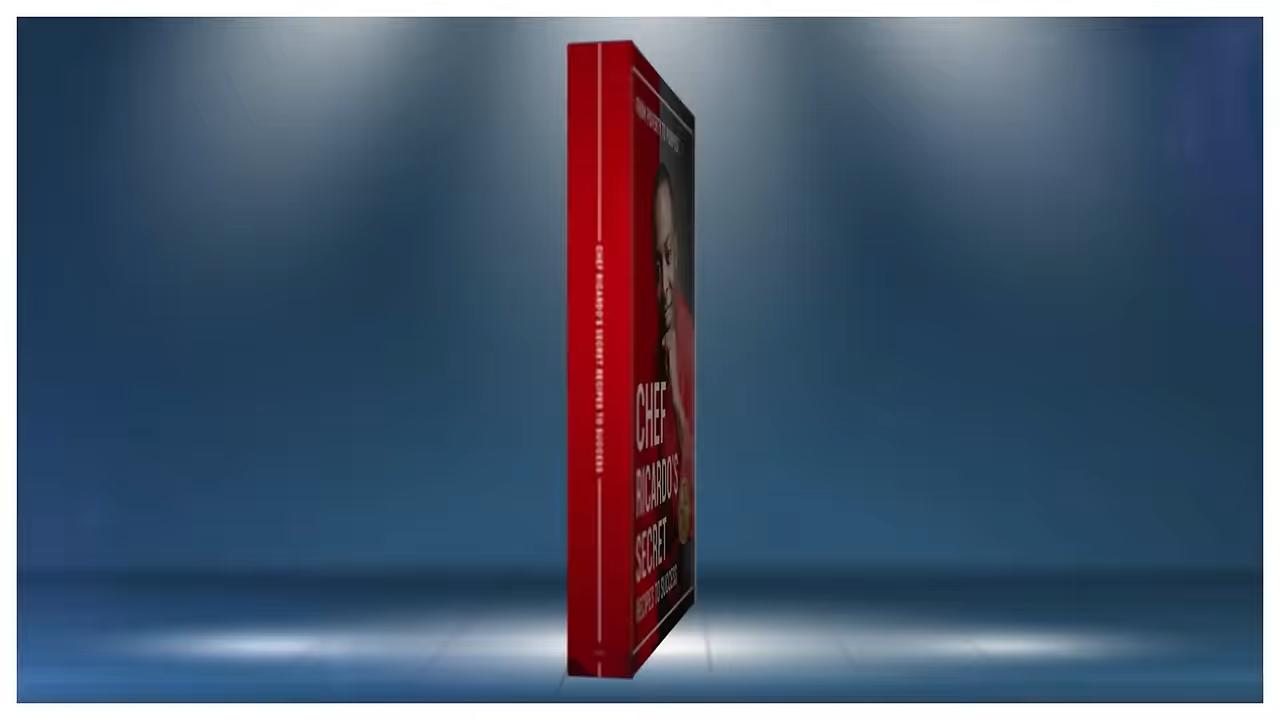 CHEF RICARDO'S SECRET RECIPES TO SUCCESS
CHEF
RICARDO'S
SECRET
RECIPES TO SUCCESS